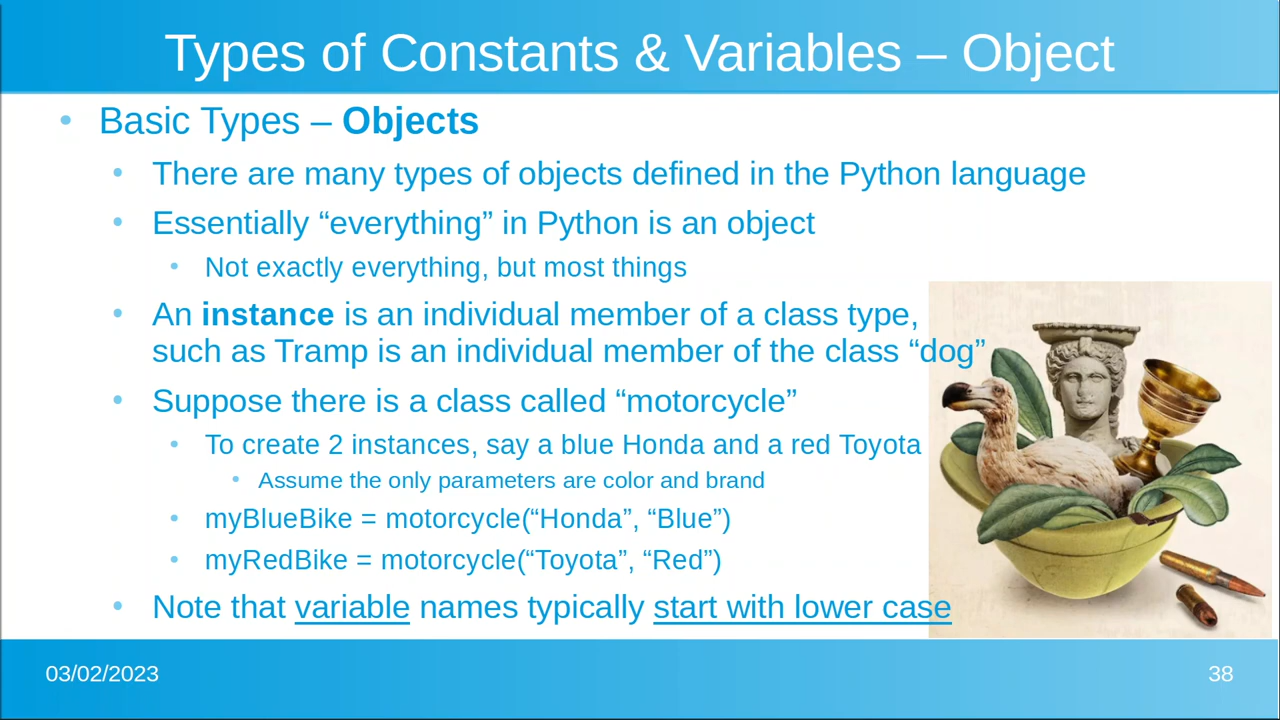 Types of Constants & Variables – Object
• Basic Types – Objects
• There are many types of objects defined in the Python language
• Essentially “everything” in Python is an object
• Not exactly everything, but most things
• An instance is an individual member of a class type,
such as Tramp is an individual member of the class “dog”
• Suppose there is a class called “motorcycle”
• To create 2 instances, say a blue Honda and a red Toyota
• Assume the only parameters are color and brand
• myBlueBike = motorcycle(“Honda”, “Blue”)
• myRedBike = motorcycle(“Toyota”, “Red”)
• Note that variable names typically start with lower case
03/02/2023
38